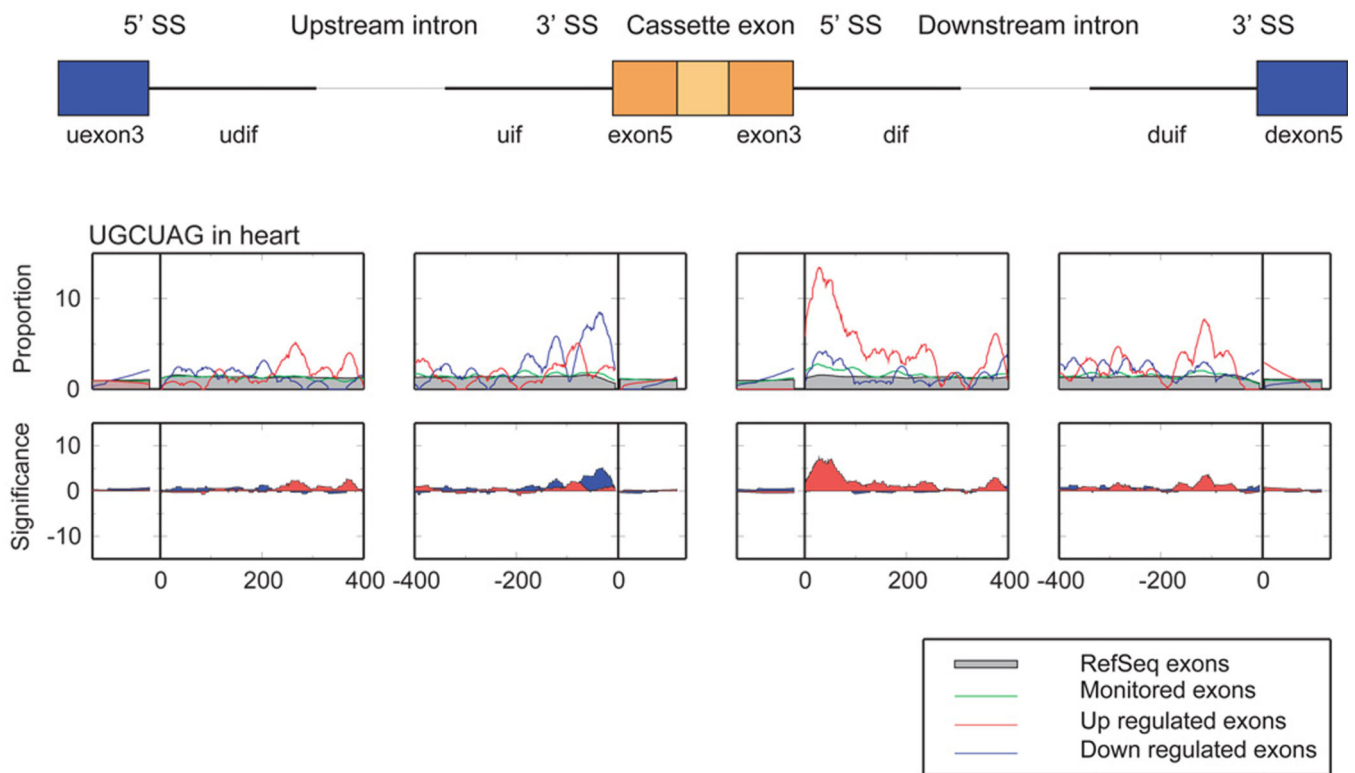 5' SS Upstream intron 3' SS Cassette exon 5' SS Downstream intron 3' SS
uexon3 udif uif exon5 exon3 dif duif dexon5
UGCUAG in heart
Proportion
10
0
Significance
10
0
-10
0 200 400 -400 -200 0 0 200 400 -400 -200 0
RefSeq exons
Monitored exons
Up regulated exons
Down regulated exons